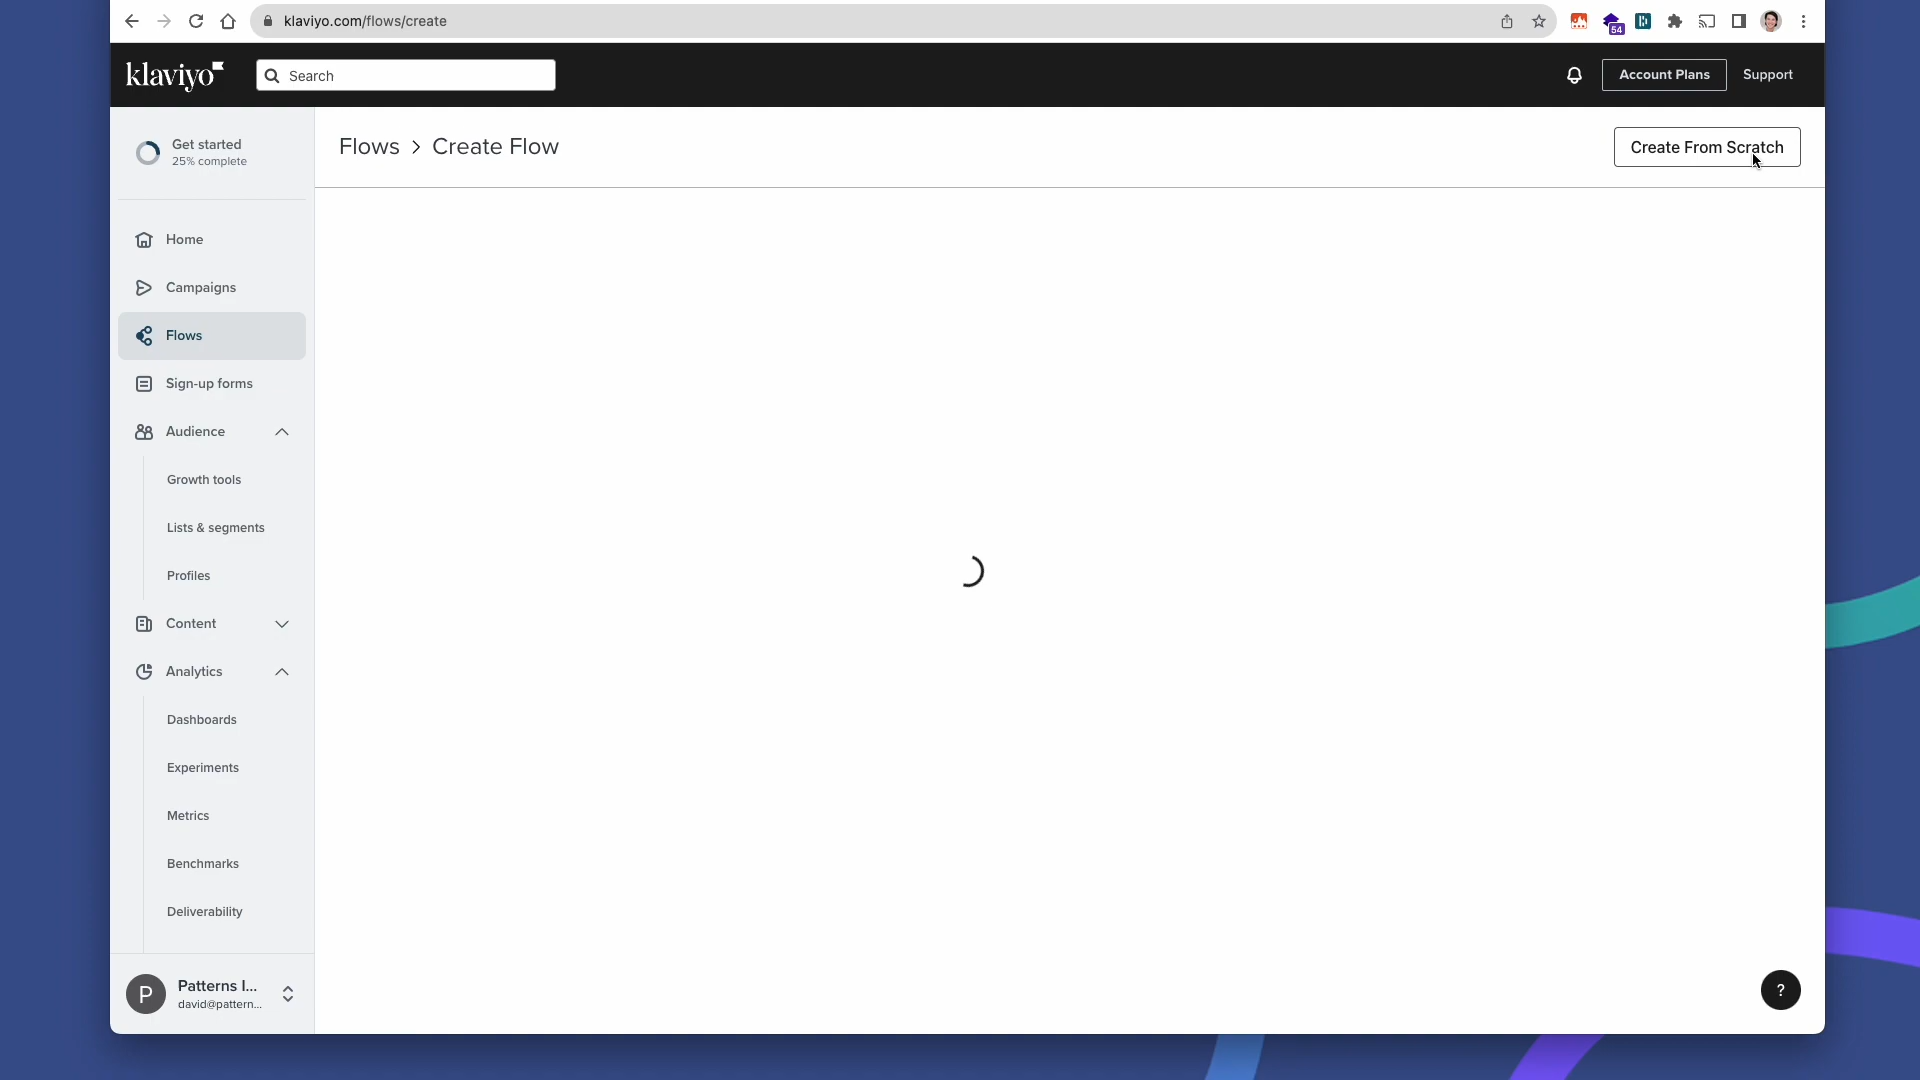 klaviyo.com/flows/create
54
klaviyo
Search
Account Plans
Support
Get started
25% complete
Flows > Create Flow
Create From Scratch
Home
Campaigns
Flows
Sign-up forms
Audience
Growth tools
Lists & segments
Profiles
Content
Analytics
Dashboards
Experiments
Metrics
Benchmarks
Deliverability
P
Patterns I...
david@pattern...
?